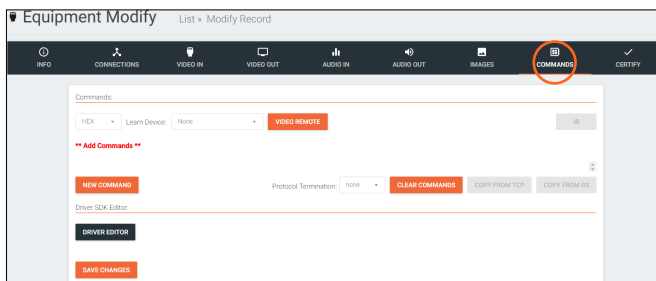 Equipment Modify List » Modify Record
INFO CONNECTIONS VIDEO IN VIDEO OUT AUDIO IN AUDIO OUT IMAGES COMMANDS CERTIFY
Commands:
HEX Learn Device: None VIDEO REMOTE IR
** Add Commands **
NEW COMMAND Protocol Termination: none CLEAR COMMANDS COPY FROM TCP COPY FROM RS
Driver SDK Editor:
DRIVER EDITOR
SAVE CHANGES